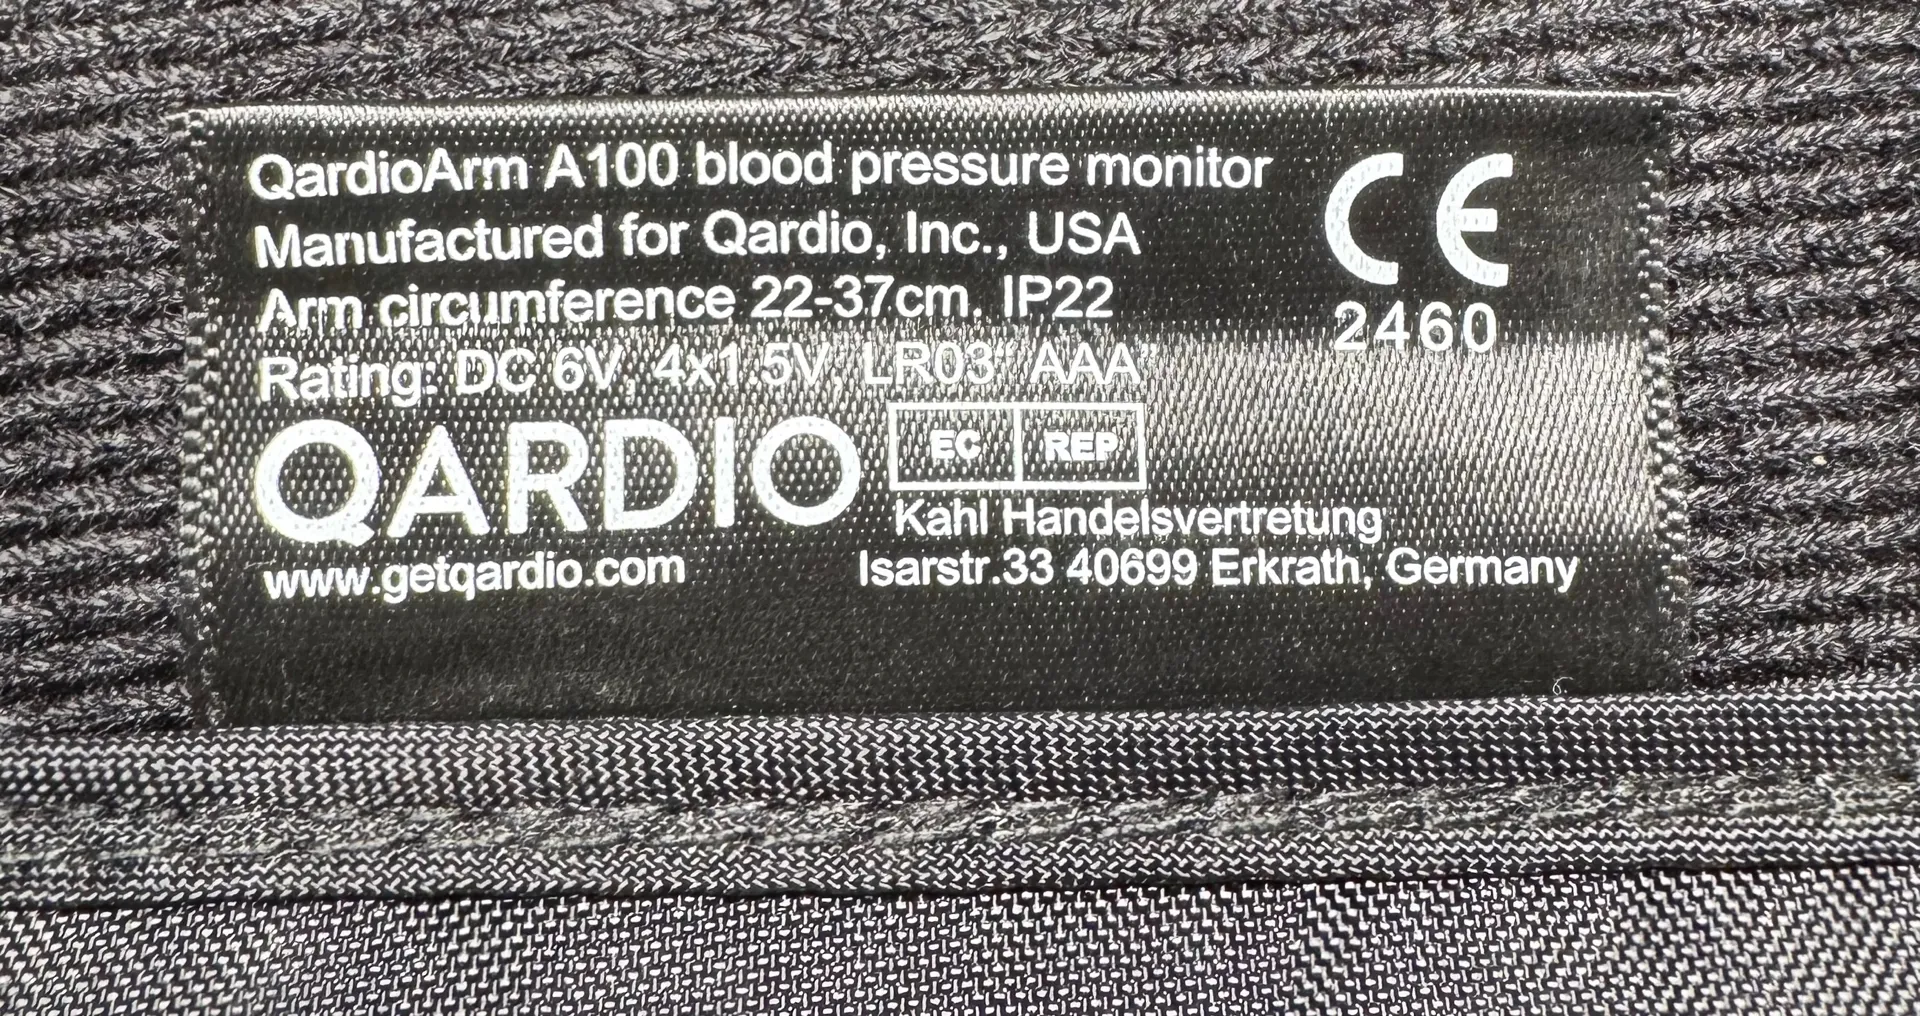 QardioArm A100 blood pressure monitor
Manufactured for Qardio, Inc., USA
Arm circumference 22-37cm. IP22
Rating: DC 6V, 4x1.5V, LR03“ AAA”
CE
2460
QARDIO
EC REP
Kahl Handelsvertretung
www.getqardio.com
Isarstr.33 40699 Erkrath, Germany